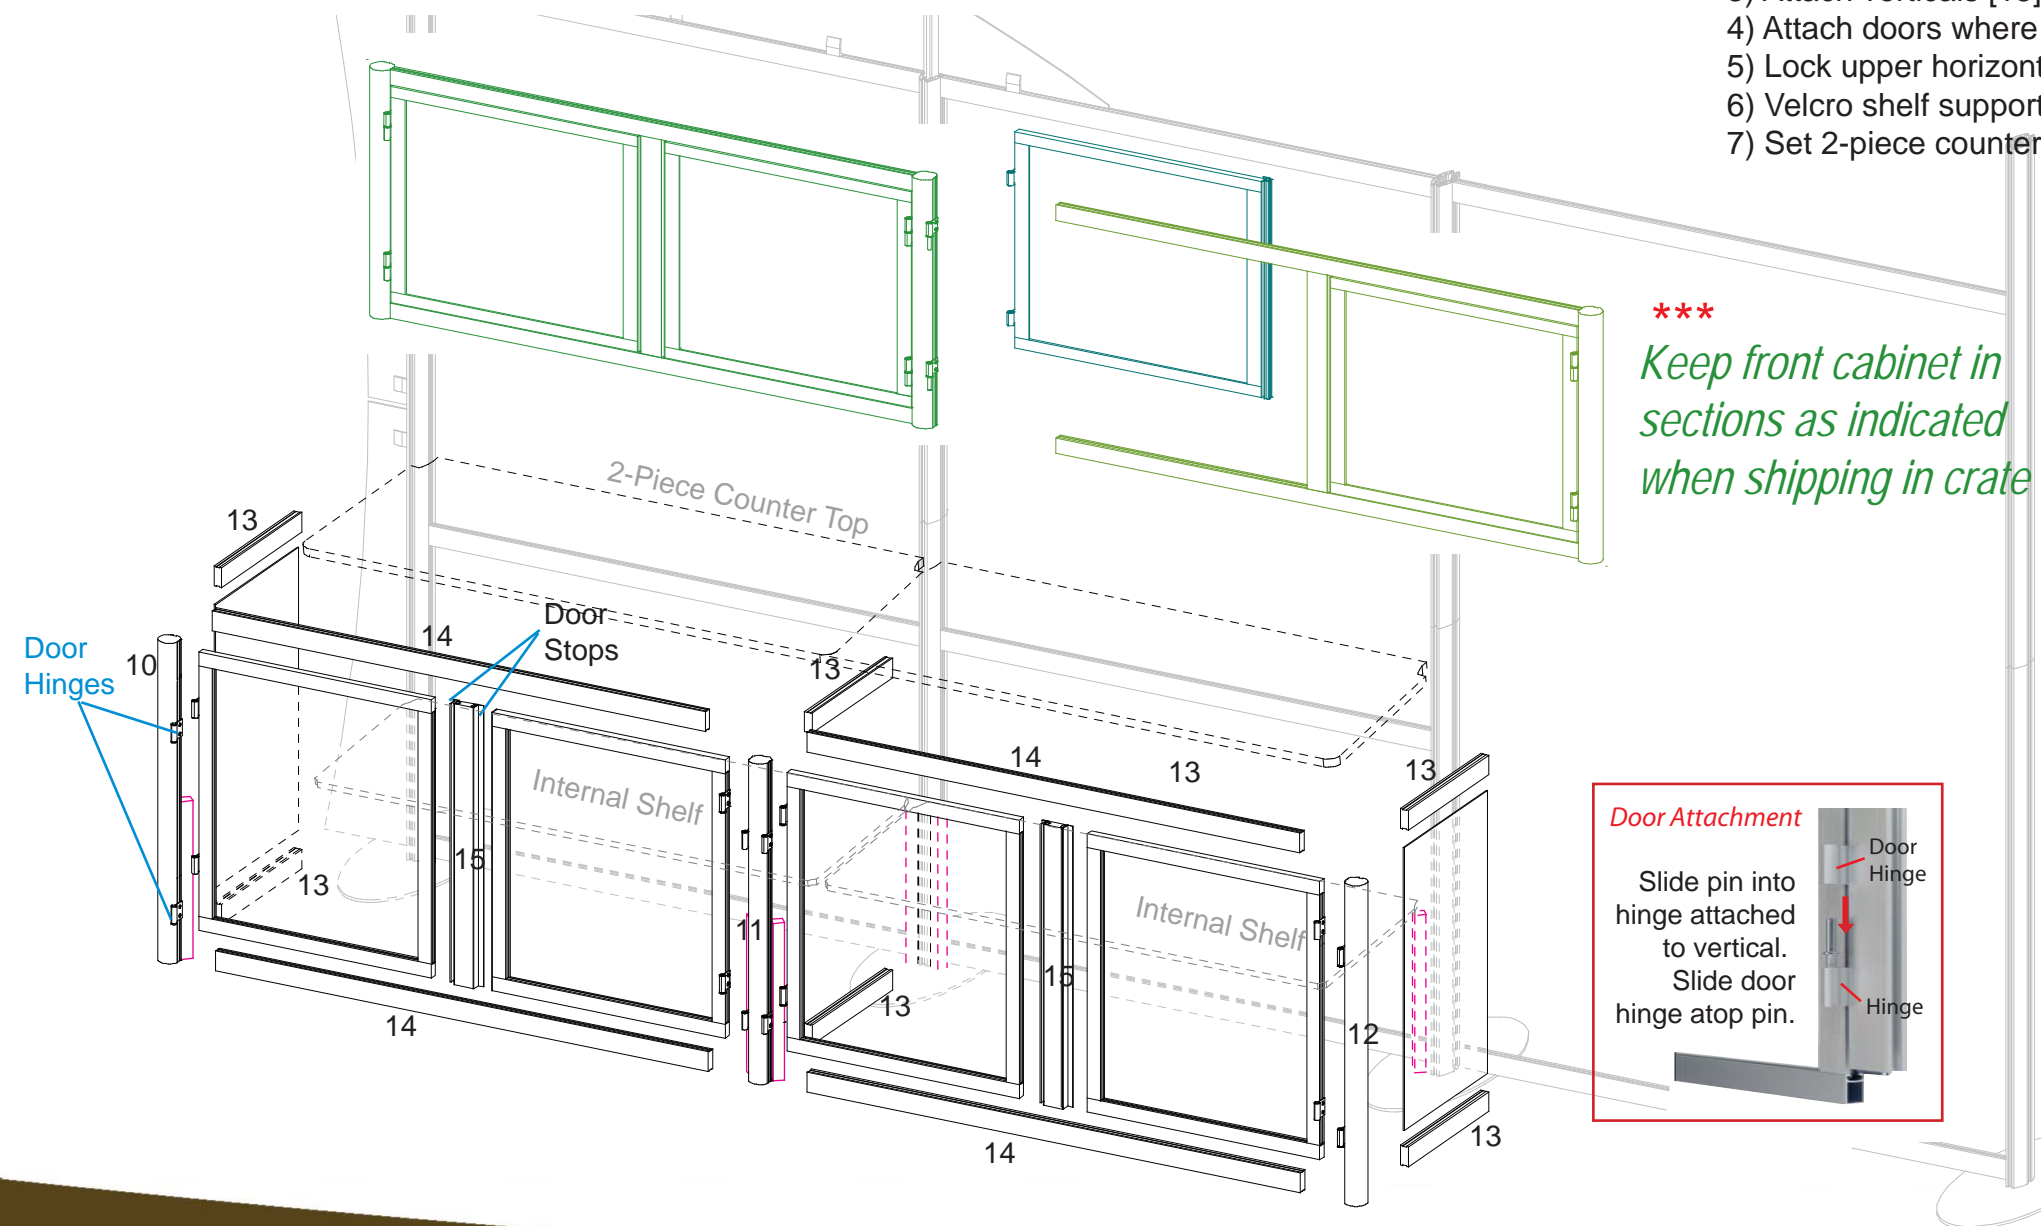 4) Attach doors where
5) Lock upper
6) Velcro shelf
7) Set 2-piece counter
***
Keep front cabinet in
sections as indicated
when shipping in crate
2-Piece Counter Top
13
Door
Stops
14
Door
Hinges
10
13
14
13
13
Internal Shelf
15
13
11
Internal Shelf
15
13
12
14
14
13
Door Attachment
Door
Hinge
Slide pin into
hinge attached
to vertical.
Slide door
hinge atop pin.
Hinge